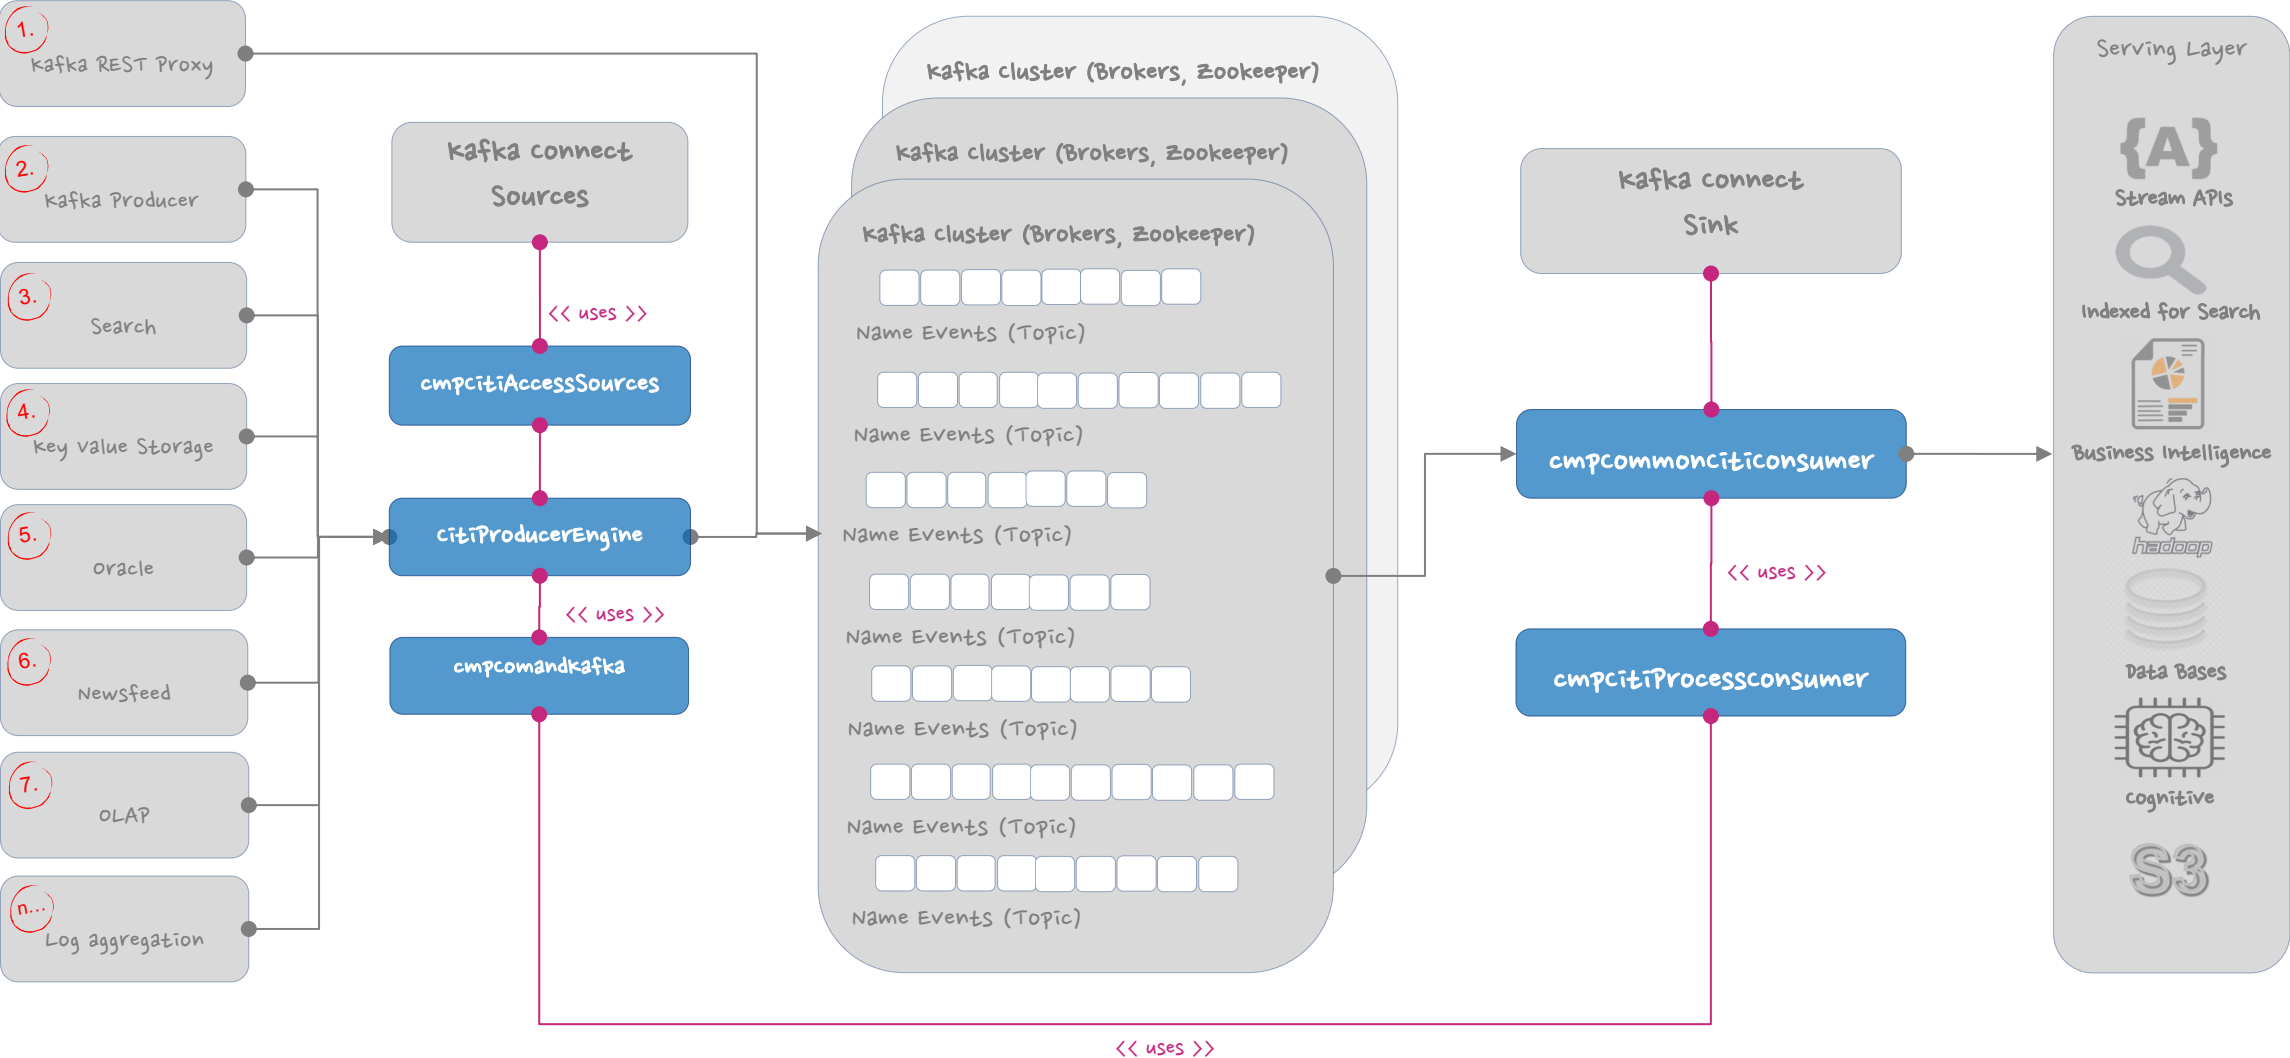 1.
Kafka REST Proxy
2.
Kafka Producer
3.
Search
4.
Key Value Storage
5.
Oracle
6.
Newsfeed
7.
OLAP
n...
Log aggregation
Kafka Connect
Sources
<< uses >>
cmpCitiAccessSources
CitiProducerEngine
<< uses >>
cmpComandKafka
Kafka Cluster (Brokers, Zookeeper)
Kafka Cluster (Brokers, Zookeeper)
Kafka Cluster (Brokers, Zookeeper)
Name Events (Topic)
Name Events (Topic)
Name Events (Topic)
Name Events (Topic)
Name Events (Topic)
Name Events (Topic)
Name Events (Topic)
<< uses >>
Kafka Connect
Sink
cmpCommonCitiConsumer
<< uses >>
cmpCitiProcessConsumer
Serving Layer
{A}
Stream APIs
Indexed for Search
Business Intelligence
hadoop
Data Bases
Cognitive
S3